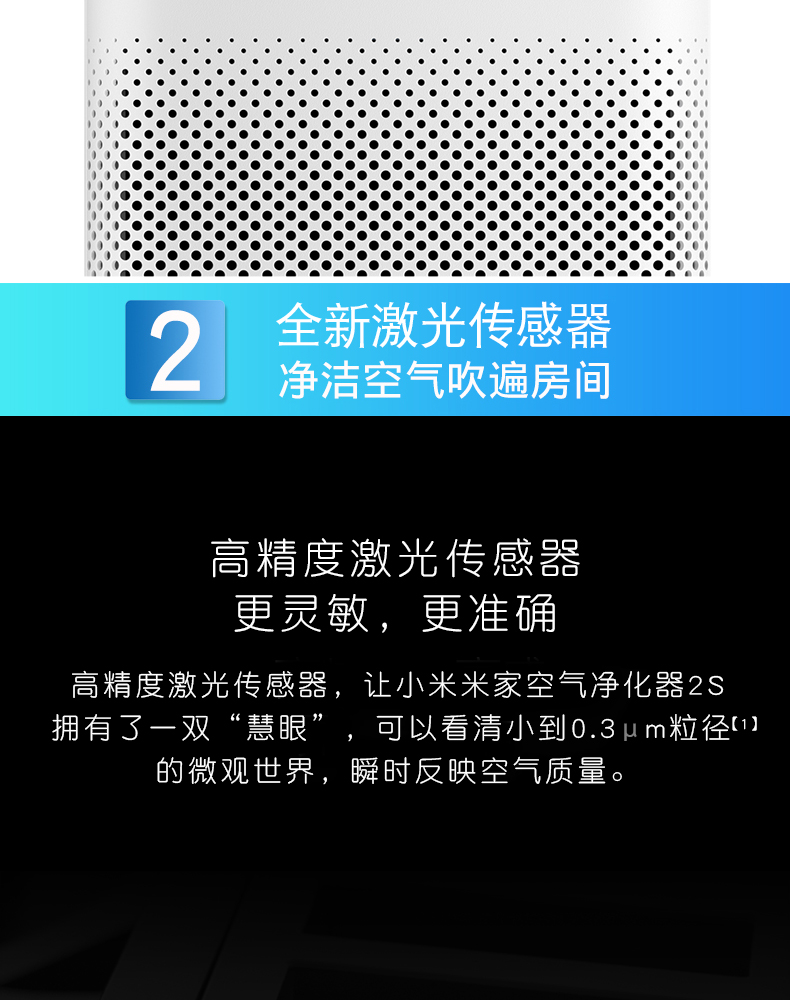 2
全新激光传感器
净洁空气吹遍房间
高精度激光传感器
更灵敏，更准确
高精度激光传感器，让小米米家空气净化器2S
拥有了一双“慧眼”，可以看清小到0.3μm粒径【1】
的微观世界，瞬时反映空气质量。